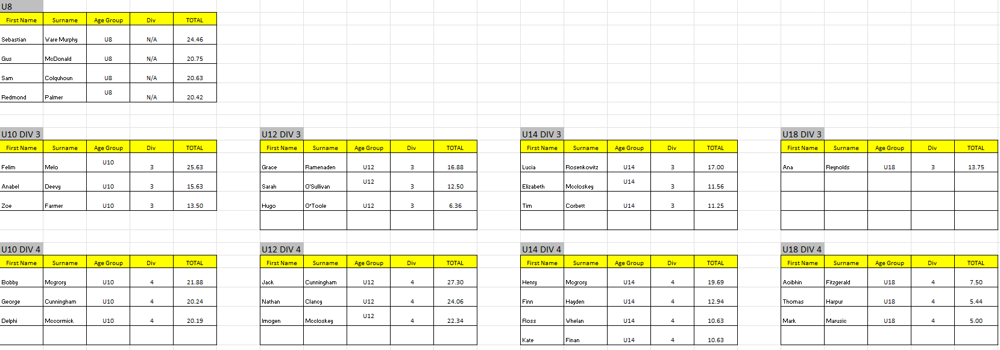 U8
First Name Surname Age Group Div TOTAL
Sebastian Ware Murphy U8 N/A 24.46
Gus McDonald U8 N/A 20.75
Sam Colquhoun U8 N/A 20.63
Redmond Palmer U8 N/A 20.42
U10 DIV 3 U12 DIV 3 U14 DIV 3 U18 DIV 3
First Name Surname Age Group Div TOTAL First Name Surname Age Group Div TOTAL First Name Surname Age Group Div TOTAL First Name Surname Age Group Div TOTAL
Felim Melo U10 3 25.63 Grace Ramenaden U12 3 16.88 Lucia Rosenkowitz U14 3 17.00 Ana Reynolds U18 3 13.75
Anabel Deevy U10 3 15.63 Sarah O'Sullivan U12 3 12.50 Elizabeth Mccloskey U14 3 11.56
Zoe Farmer U10 3 13.50 Hugo O'Toole U12 3 6.36 Tim Corbett U14 3 11.25
U10 DIV 4 U12 DIV 4 U14 DIV 4 U18 DIV 4
First Name Surname Age Group Div TOTAL First Name Surname Age Group Div TOTAL First Name Surname Age Group Div TOTAL First Name Surname Age Group Div TOTAL
Bobby Mcgrory U10 4 21.88 Jack Cunningham U12 4 27.30 Henry Mcgrory U14 4 19.69 Aoibhin Fitzgerald U18 4 7.50
George Cunningham U10 4 20.24 Nathan Clancy U12 4 24.06 Finn Hayden U14 4 12.94 Thomas Harpur U18 4 5.44
Delphi Mccormick U10 4 20.19 Imogen Mccloskey U12 4 22.34 Ross Whelan U14 4 10.63 Mark Marusic U18 4 5.00
Kate Finan U14 4 10.63